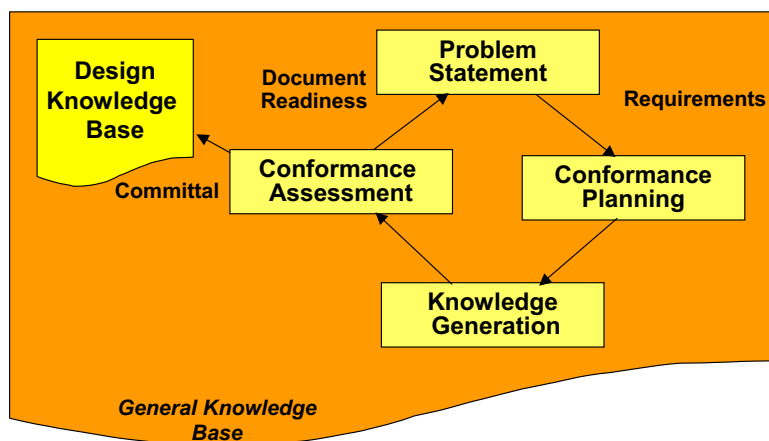 Design
Knowledge
Base
Document
Readiness
Problem
Statement
Requirements
Committal
Conformance
Assessment
Conformance
Planning
Knowledge
Generation
General Knowledge
Base